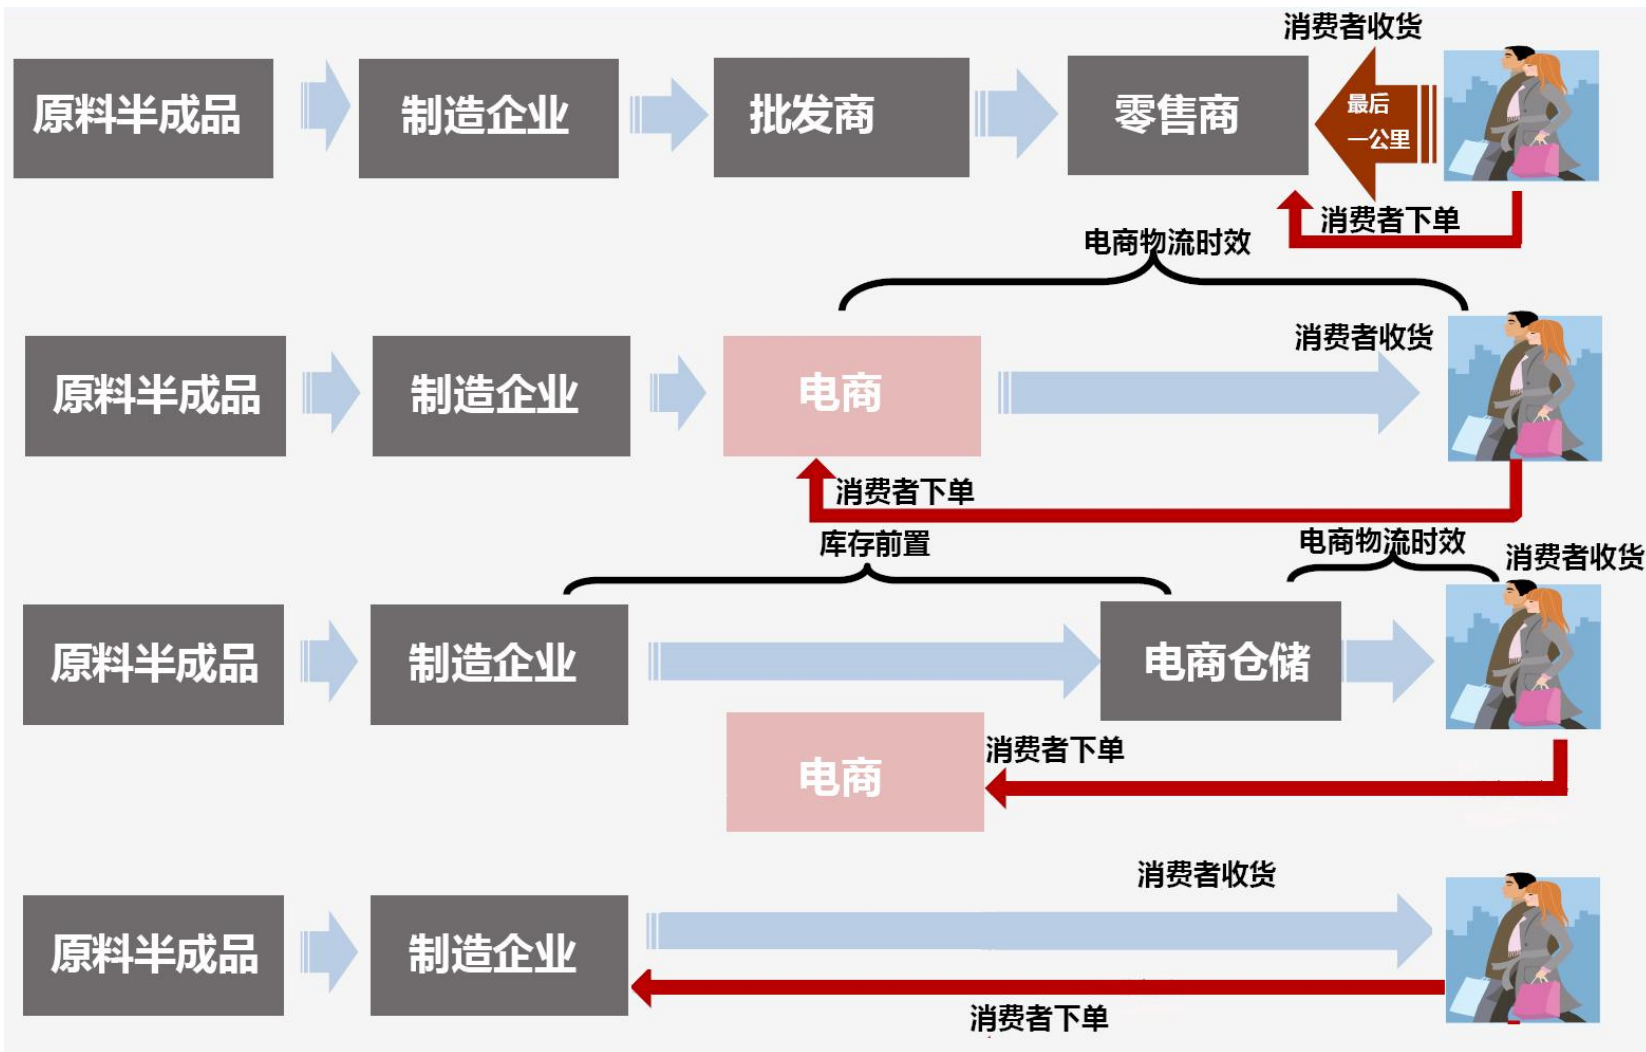 消费者收货
原料半成品
制造企业
批发商
零售商
最后
一公里
消费者下单
电商物流时效
消费者收货
原料半成品
制造企业
电商
消费者下单
库存前置
电商物流时效
消费者收货
原料半成品
制造企业
电商仓储
电商
消费者下单
消费者收货
原料半成品
制造企业
消费者下单